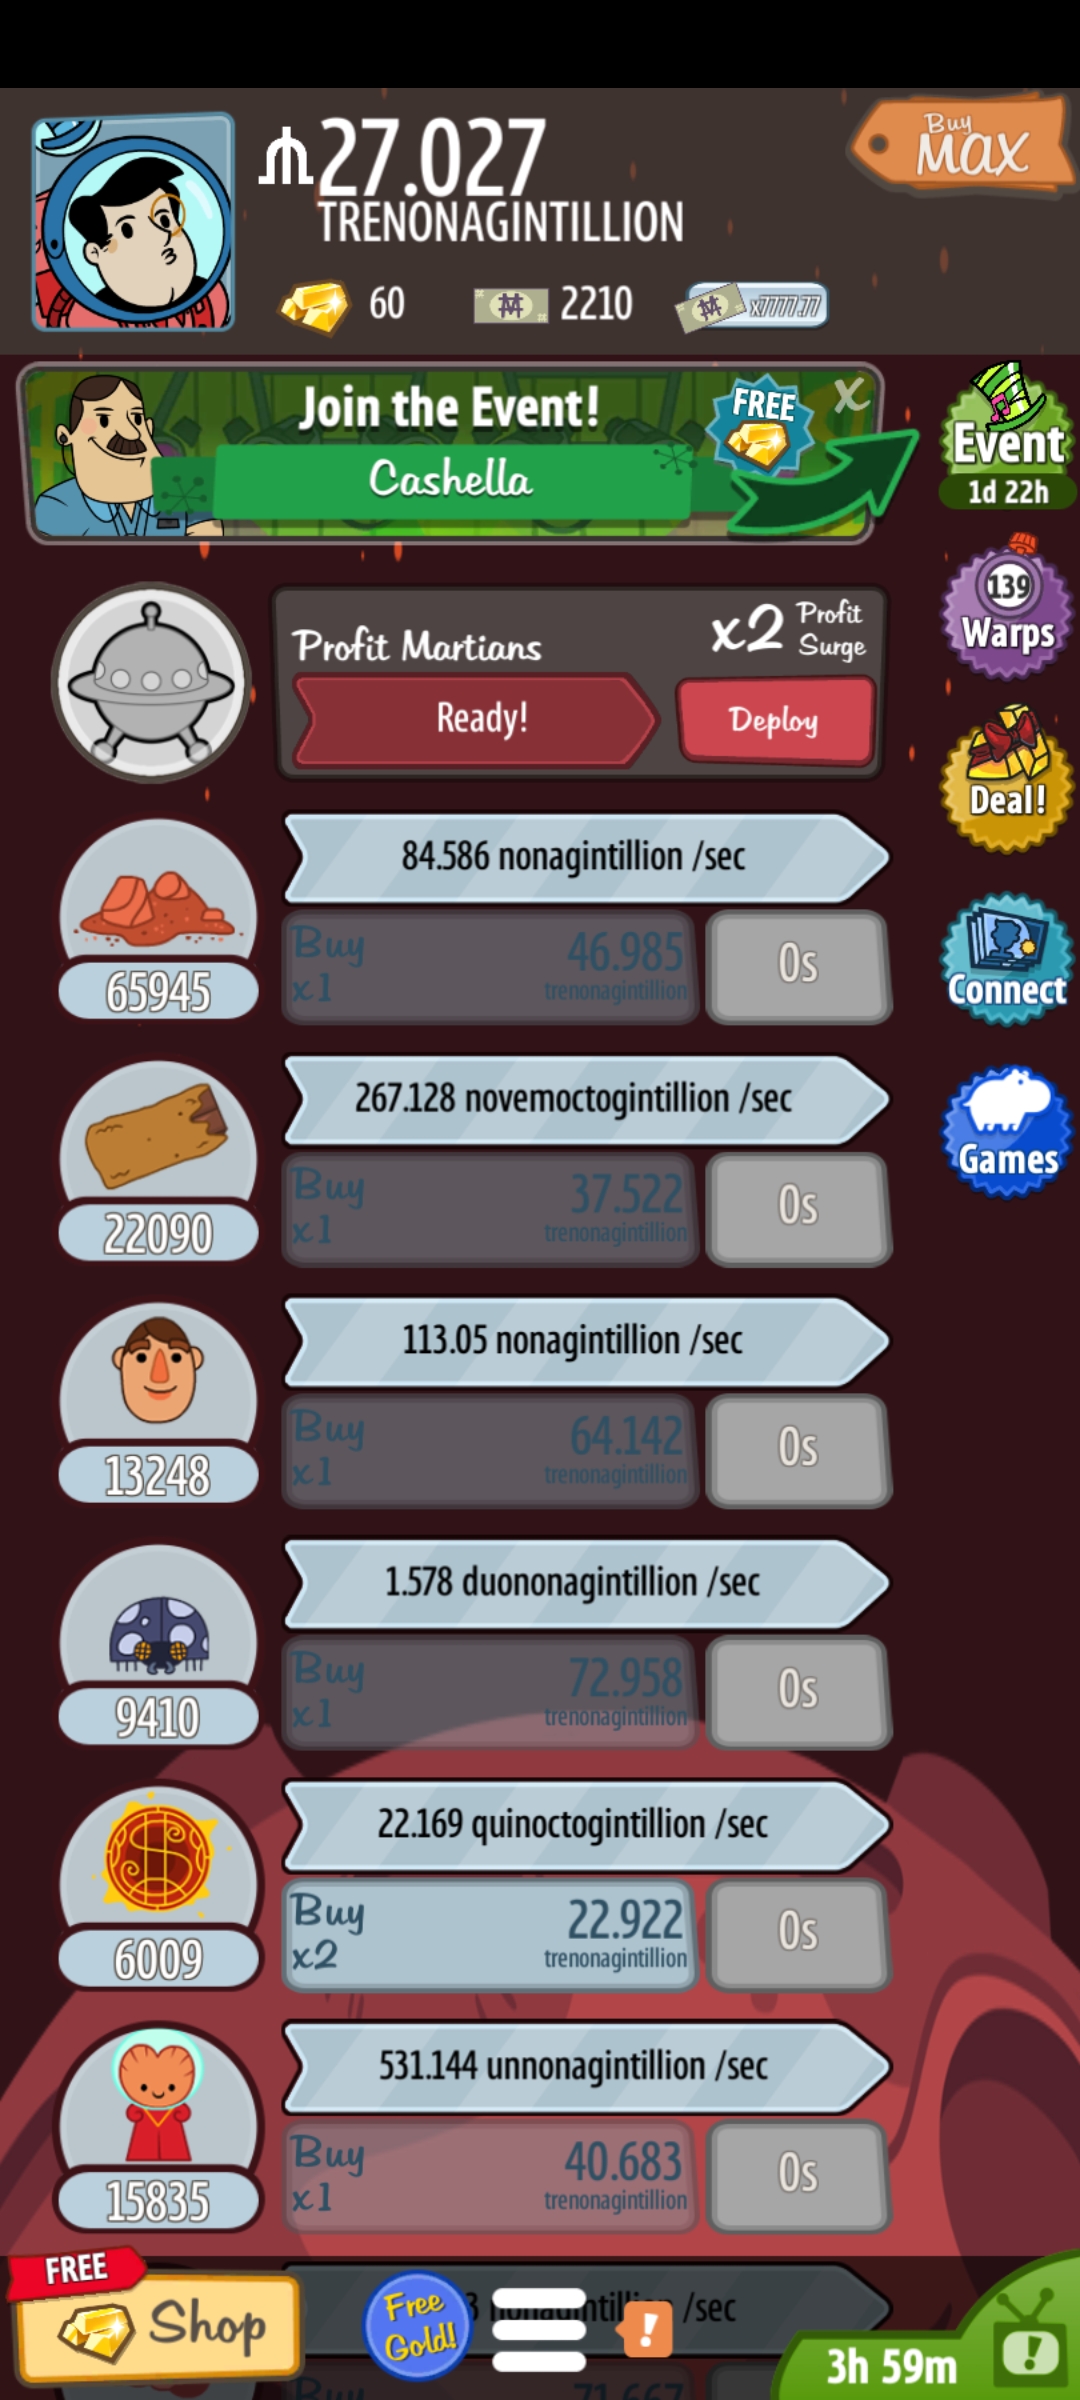 27.027
TRENONAGINTILLION
Buy
MAX
60
2210
x7777.77
Join the Event!
Cashella
FREE
X
Event
1d 22h
139
Warps
Deal!
Connect
Games
Profit Martians
x2 Profit Surge
Ready!
Deploy
84.586 nonagintillion /sec
65945
Buy
x1
46.985
trenonagintillion
0s
267.128 novemoctogintillion /sec
22090
Buy
x1
37.522
trenonagintillion
0s
113.05 nonagintillion /sec
13248
Buy
x1
64.142
trenonagintillion
0s
1.578 duononagintillion /sec
9410
Buy
x1
72.958
trenonagintillion
0s
22.169 quinoctogintillion /sec
6009
Buy
x2
22.922
trenonagintillion
0s
531.144 unnonagintillion /sec
15835
Buy
x1
40.683
trenonagintillion
0s
FREE
Shop
Free
Gold!
/sec
!
3h 59m
!
Buy
71.667